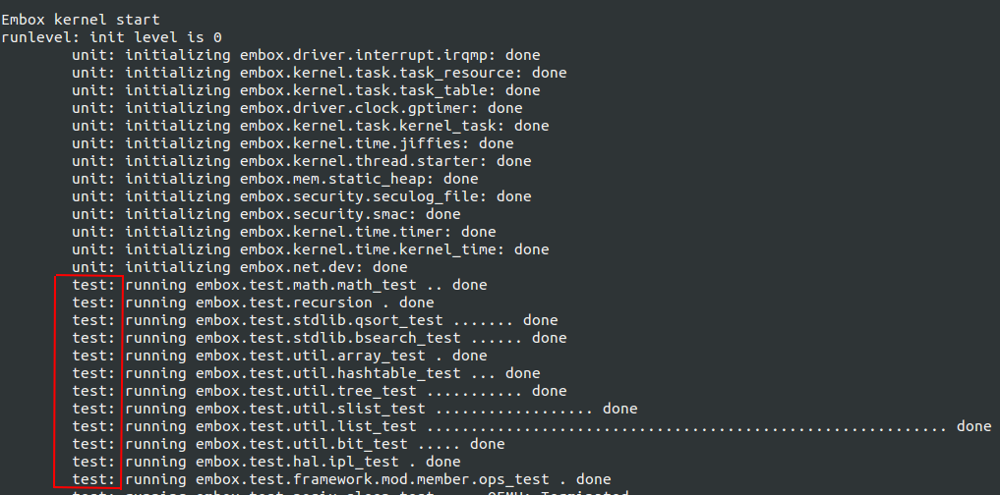 Embox kernel start
runlevel: init level is 0
unit: initializing embox.driver.interrupt.irqmp: done
unit: initializing embox.kernel.task.task_resource: done
unit: initializing embox.kernel.task.task_table: done
unit: initializing embox.driver.clock.gptimer: done
unit: initializing embox.kernel.task.kernel_task: done
unit: initializing embox.kernel.time.jiffies: done
unit: initializing embox.kernel.thread.starter: done
unit: initializing embox.mem.static_heap: done
unit: initializing embox.security.seculog_file: done
unit: initializing embox.security.smac: done
unit: initializing embox.kernel.time.timer: done
unit: initializing embox.kernel.time.kernel_time: done
unit: initializing embox.net.dev: done
test: running embox.test.math.math_test .. done
test: running embox.test.recursion . done
test: running embox.test.stdlib.qsort_test ....... done
test: running embox.test.stdlib.bsearch_test ...... done
test: running embox.test.util.array_test . done
test: running embox.test.util.hashtable_test ... done
test: running embox.test.util.tree_test ........... done
test: running embox.test.util.slist_test .................. done
test: running embox.test.util.list_test ........................................................... done
test: running embox.test.util.bit_test ..... done
test: running embox.test.hal.ipl_test . done
test: running embox.test.framework.mod.member.ops_test . done
test: running QEMU: Terminated